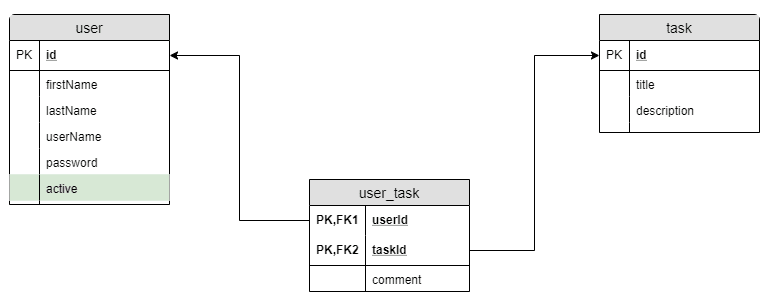 user
PK id
firstName
lastName
userName
password
active
task
PK id
title
description
user_task
PK,FK1 userId
PK,FK2 taskId
comment